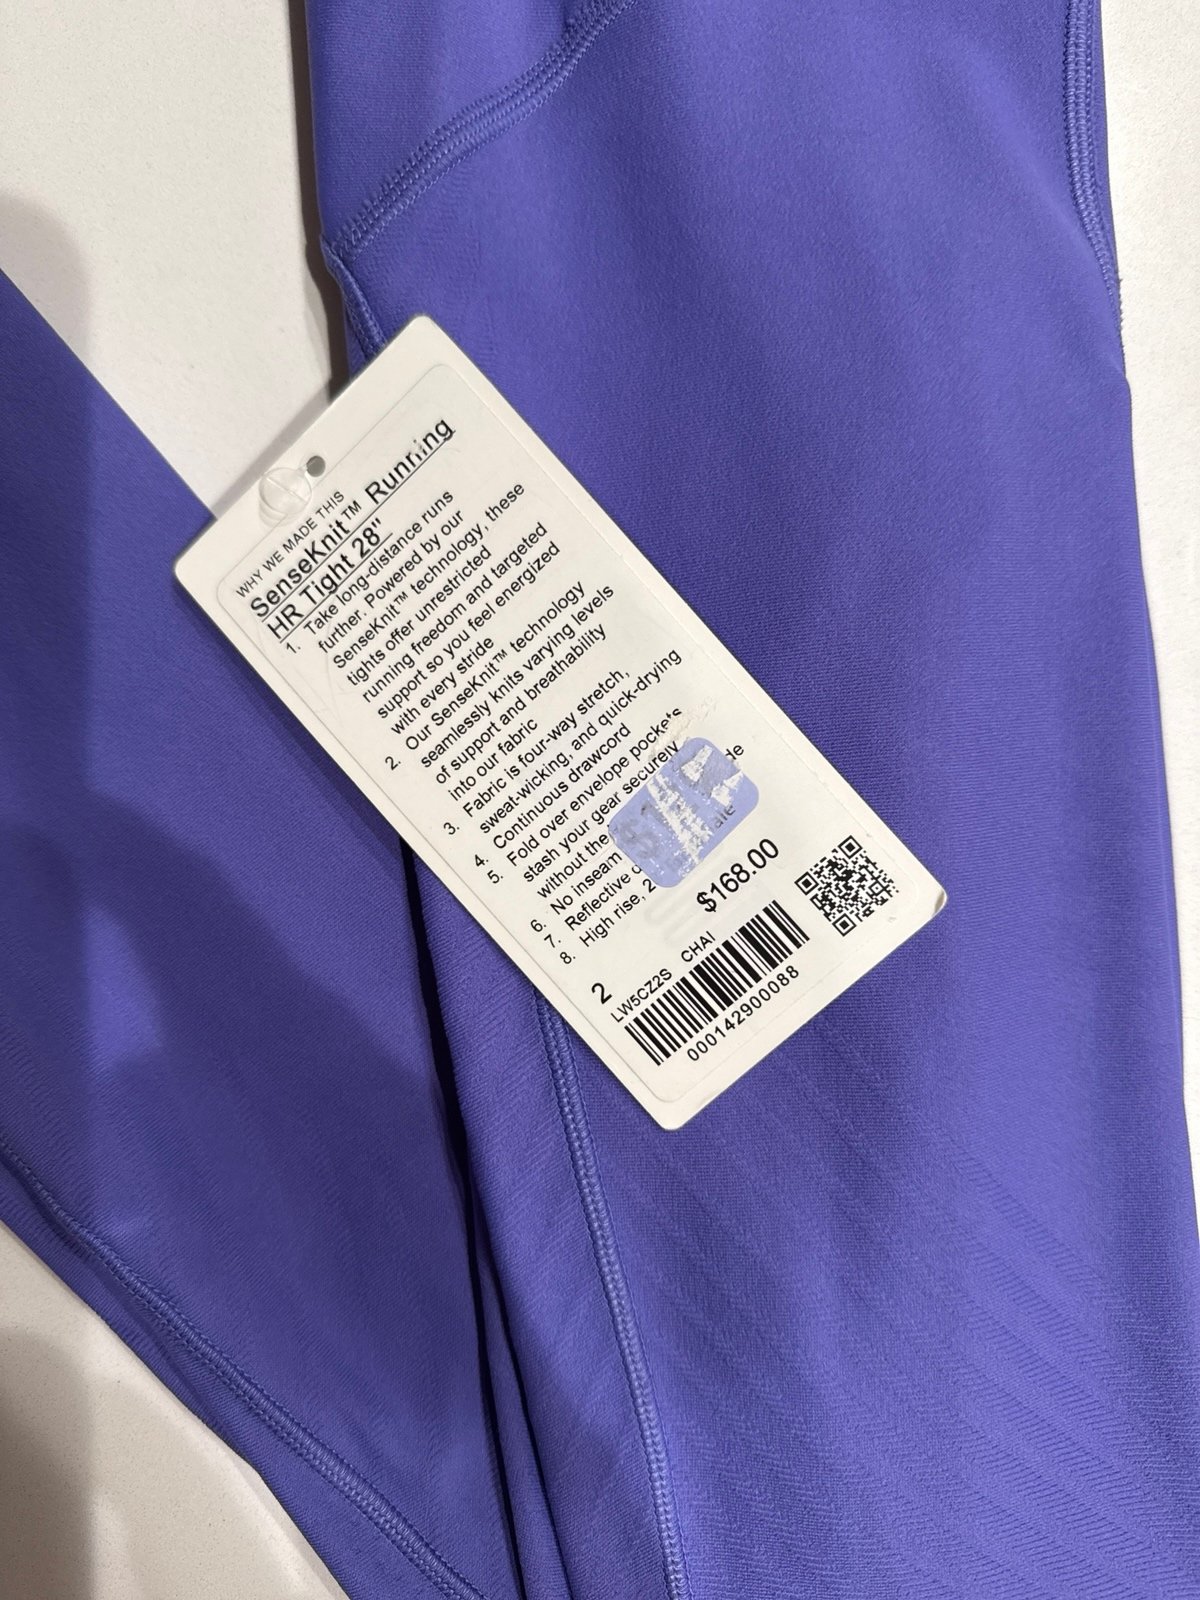 WHY WE MADE THIS
SenseKnit™ Running
HR Tight 28"
1. Take long-distance runs
further. Powered by our
SenseKnit™ technology, these
tights offer unrestricted
running freedom and targeted
support so you feel energized
with every stride
2. Our SenseKnit™ technology
seamlessly knits varying levels
of support and breathability
into our fabric
3. Fabric is four-way stretch,
sweat-wicking, and quick-drying
4. Continuous drawcord
5. Fold over envelope pockets
stash your gear securely
without the
6. No inseam
7. Reflective
8. High rise, 2
$168.00
2
LW5CZ2S CHAI
000142900088